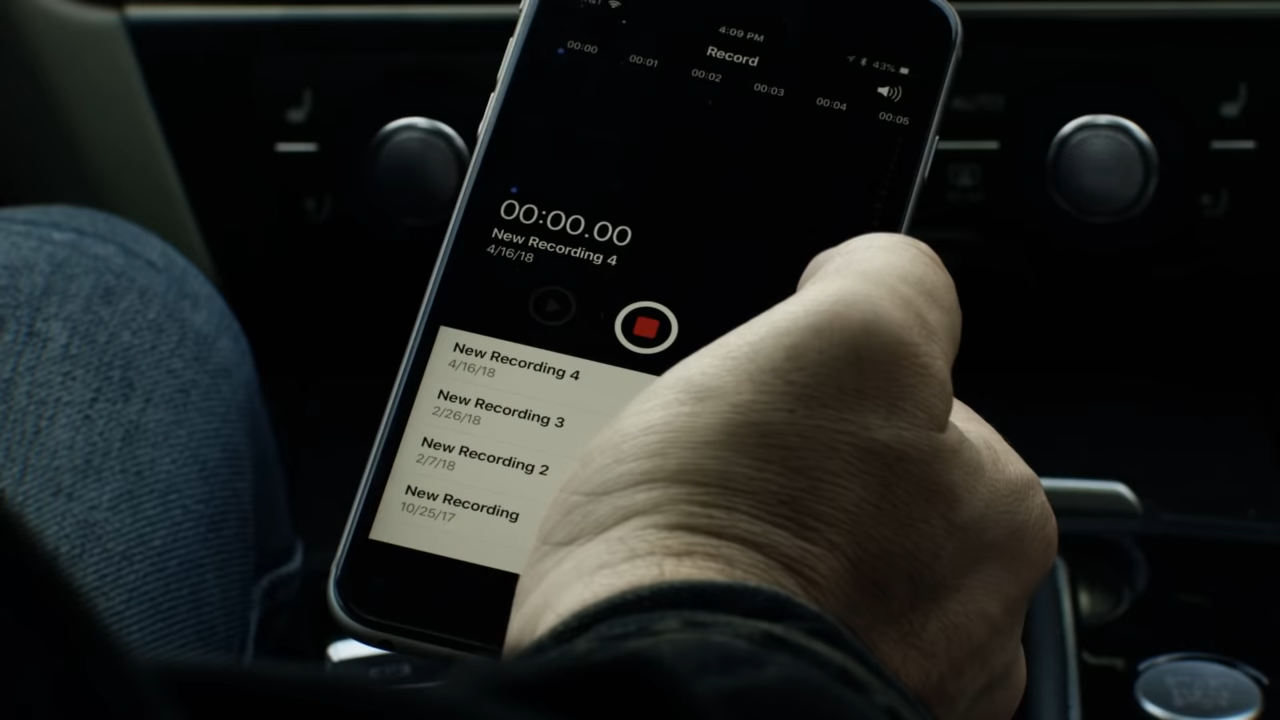 4:09 PM
43%
Record
00:00
00:01
00:02
00:03
00:04
00:05
00:00.00
New Recording 4
4/16/18
New Recording 4
4/16/18
New Recording 3
2/26/18
New Recording 2
2/7/18
New Recording
10/25/17
AUTO